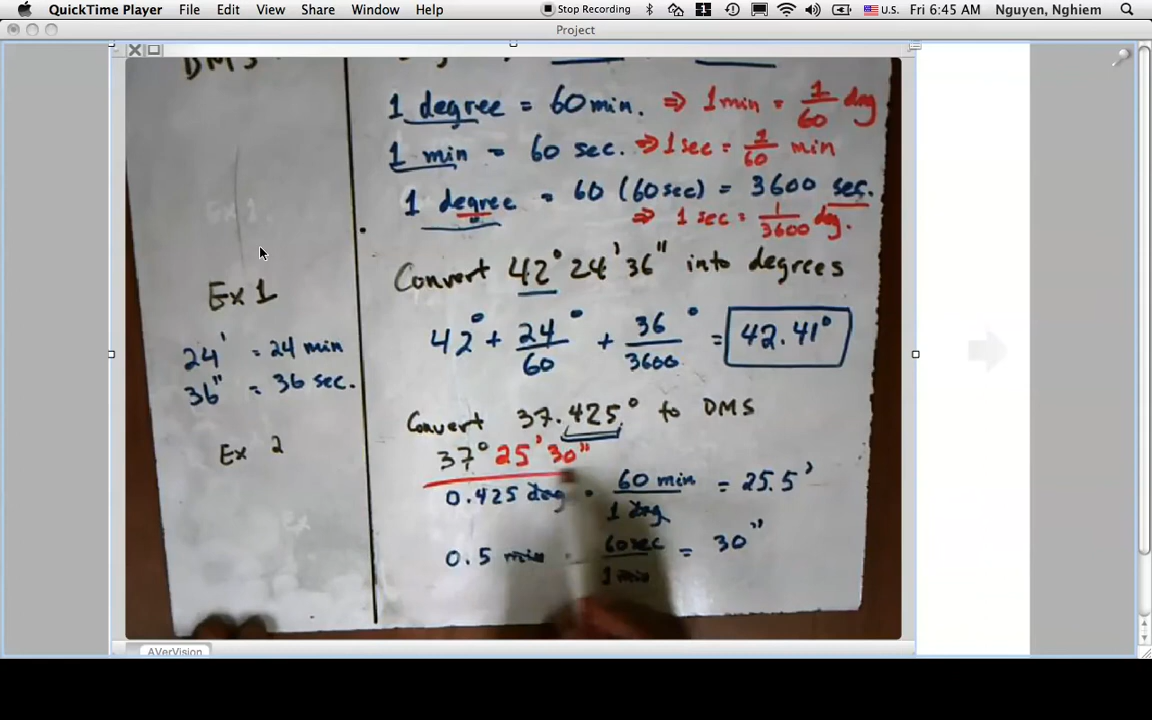 QuickTime Player File Edit View Share Window Help Stop Recording U.S. Fri 6:45 AM Nguyen, Nghiem
Project
DMS
1 degree = 60 min. ⇒ 1 min = 1/60 deg
1 min = 60 sec. ⇒ 1 sec = 1/60 min
1 degree = 60 (60 sec) = 3600 sec.
⇒ 1 sec = 1/3600 deg.
Ex 1
24' = 24 min
36" = 36 sec.
Convert 42° 24' 36" into degrees
42° + 24/60° + 36/3600° = 42.41°
Ex 2
Convert 37.425° to DMS
37° 25' 30"
0.425 deg · 60 min/1 deg = 25.5'
0.5 min · 60 sec/1 min = 30"
AVerVision